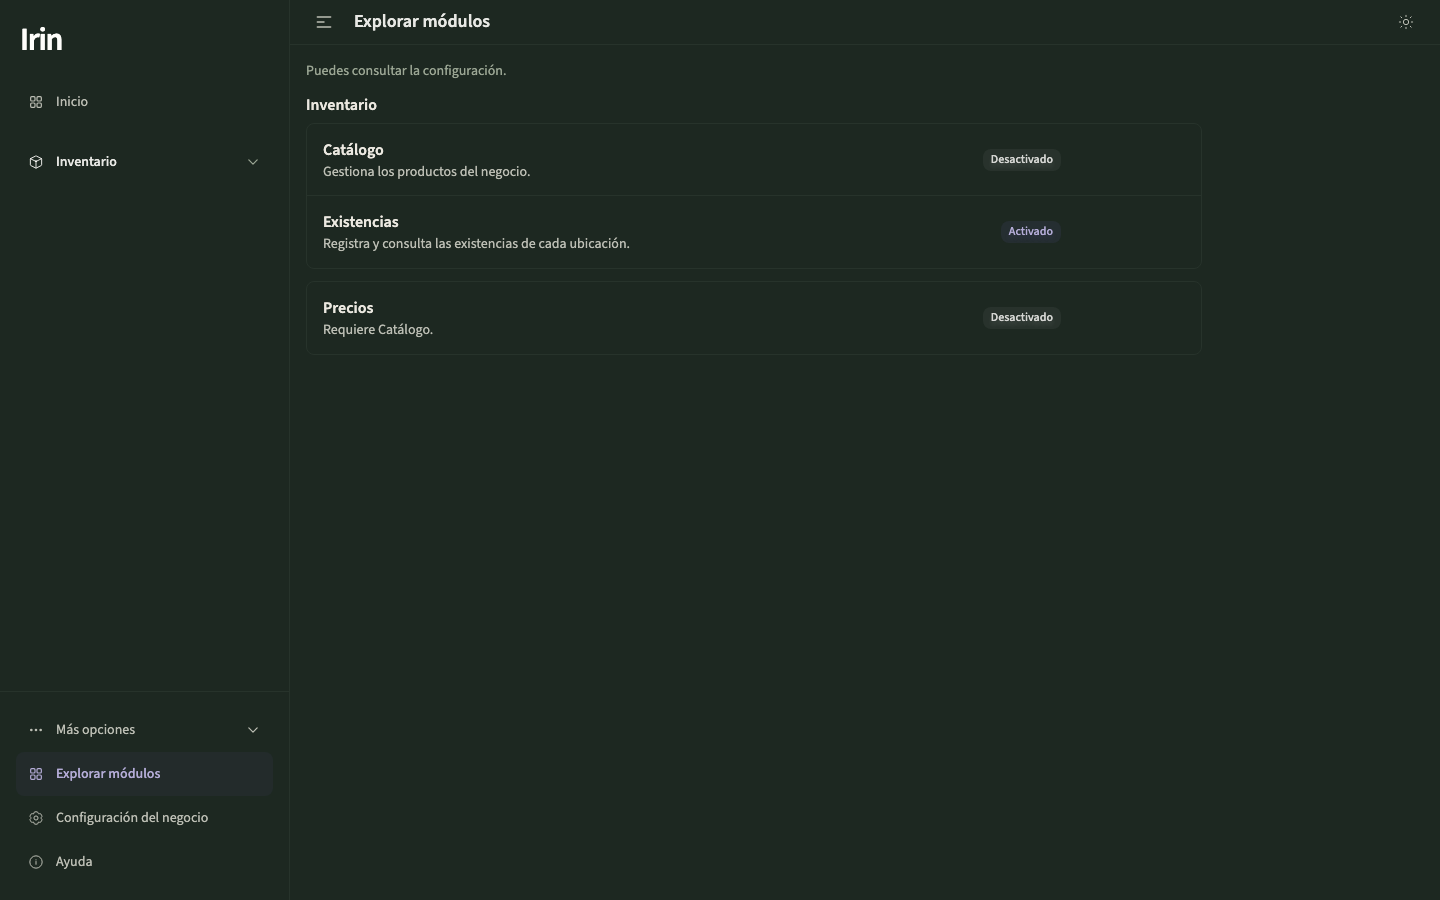 Irin
Explorar módulos
Inicio
Inventario
Puedes consultar la configuración.
Inventario
Catálogo
Gestiona los productos del negocio.
Desactivado
Existencias
Registra y consulta las existencias de cada ubicación.
Activado
Precios
Requiere Catálogo.
Desactivado
Más opciones
Explorar módulos
Configuración del negocio
Ayuda